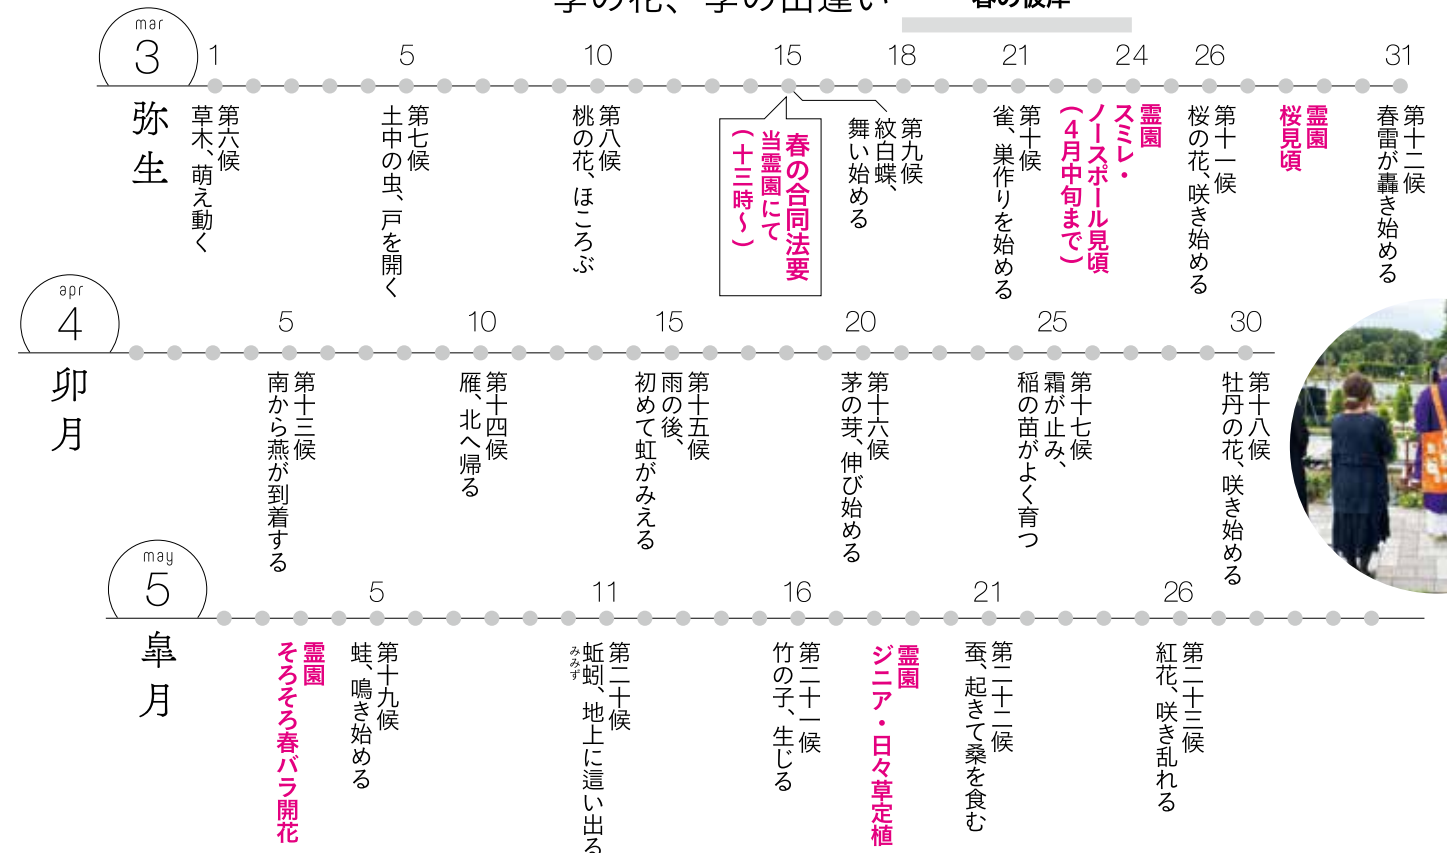 季の花、季の出逢い
春の彼岸
mar
3
弥生
1
5
10
15
18
21
24
26
31
第六候
草木、萌え動く
第七候
土中の虫、戸を開く
第八候
桃の花、ほころぶ
春の合同法要
当霊園にて
(十三時〜)
第九候
紋白蝶、
舞い始める
第十候
雀、巣作りを始める
霊園
スミレ・
ノースポール見頃
(4月中旬まで)
第十一候
桜の花、咲き始める
霊園
桜見頃
第十二候
春雷が轟き始める
apr
4
卯月
5
10
15
20
25
30
第十三候
南から燕が到着する
第十四候
雁、北へ帰る
第十五候
雨の後、
初めて虹がみえる
第十六候
茅の芽、伸び始める
第十七候
霜が止み、
稲の苗がよく育つ
第十八候
牡丹の花、咲き始める
may
5
皐月
5
11
16
21
26
霊園
そろそろ春バラ開花
第十九候
蛙、鳴き始める
第二十候
蚯蚓、地上に這い出る
みみず
第二十一候
竹の子、生じる
霊園
ジニア・日々草定植
第二十二候
蚕、起きて桑を食む
第二十三候
紅花、咲き乱れる